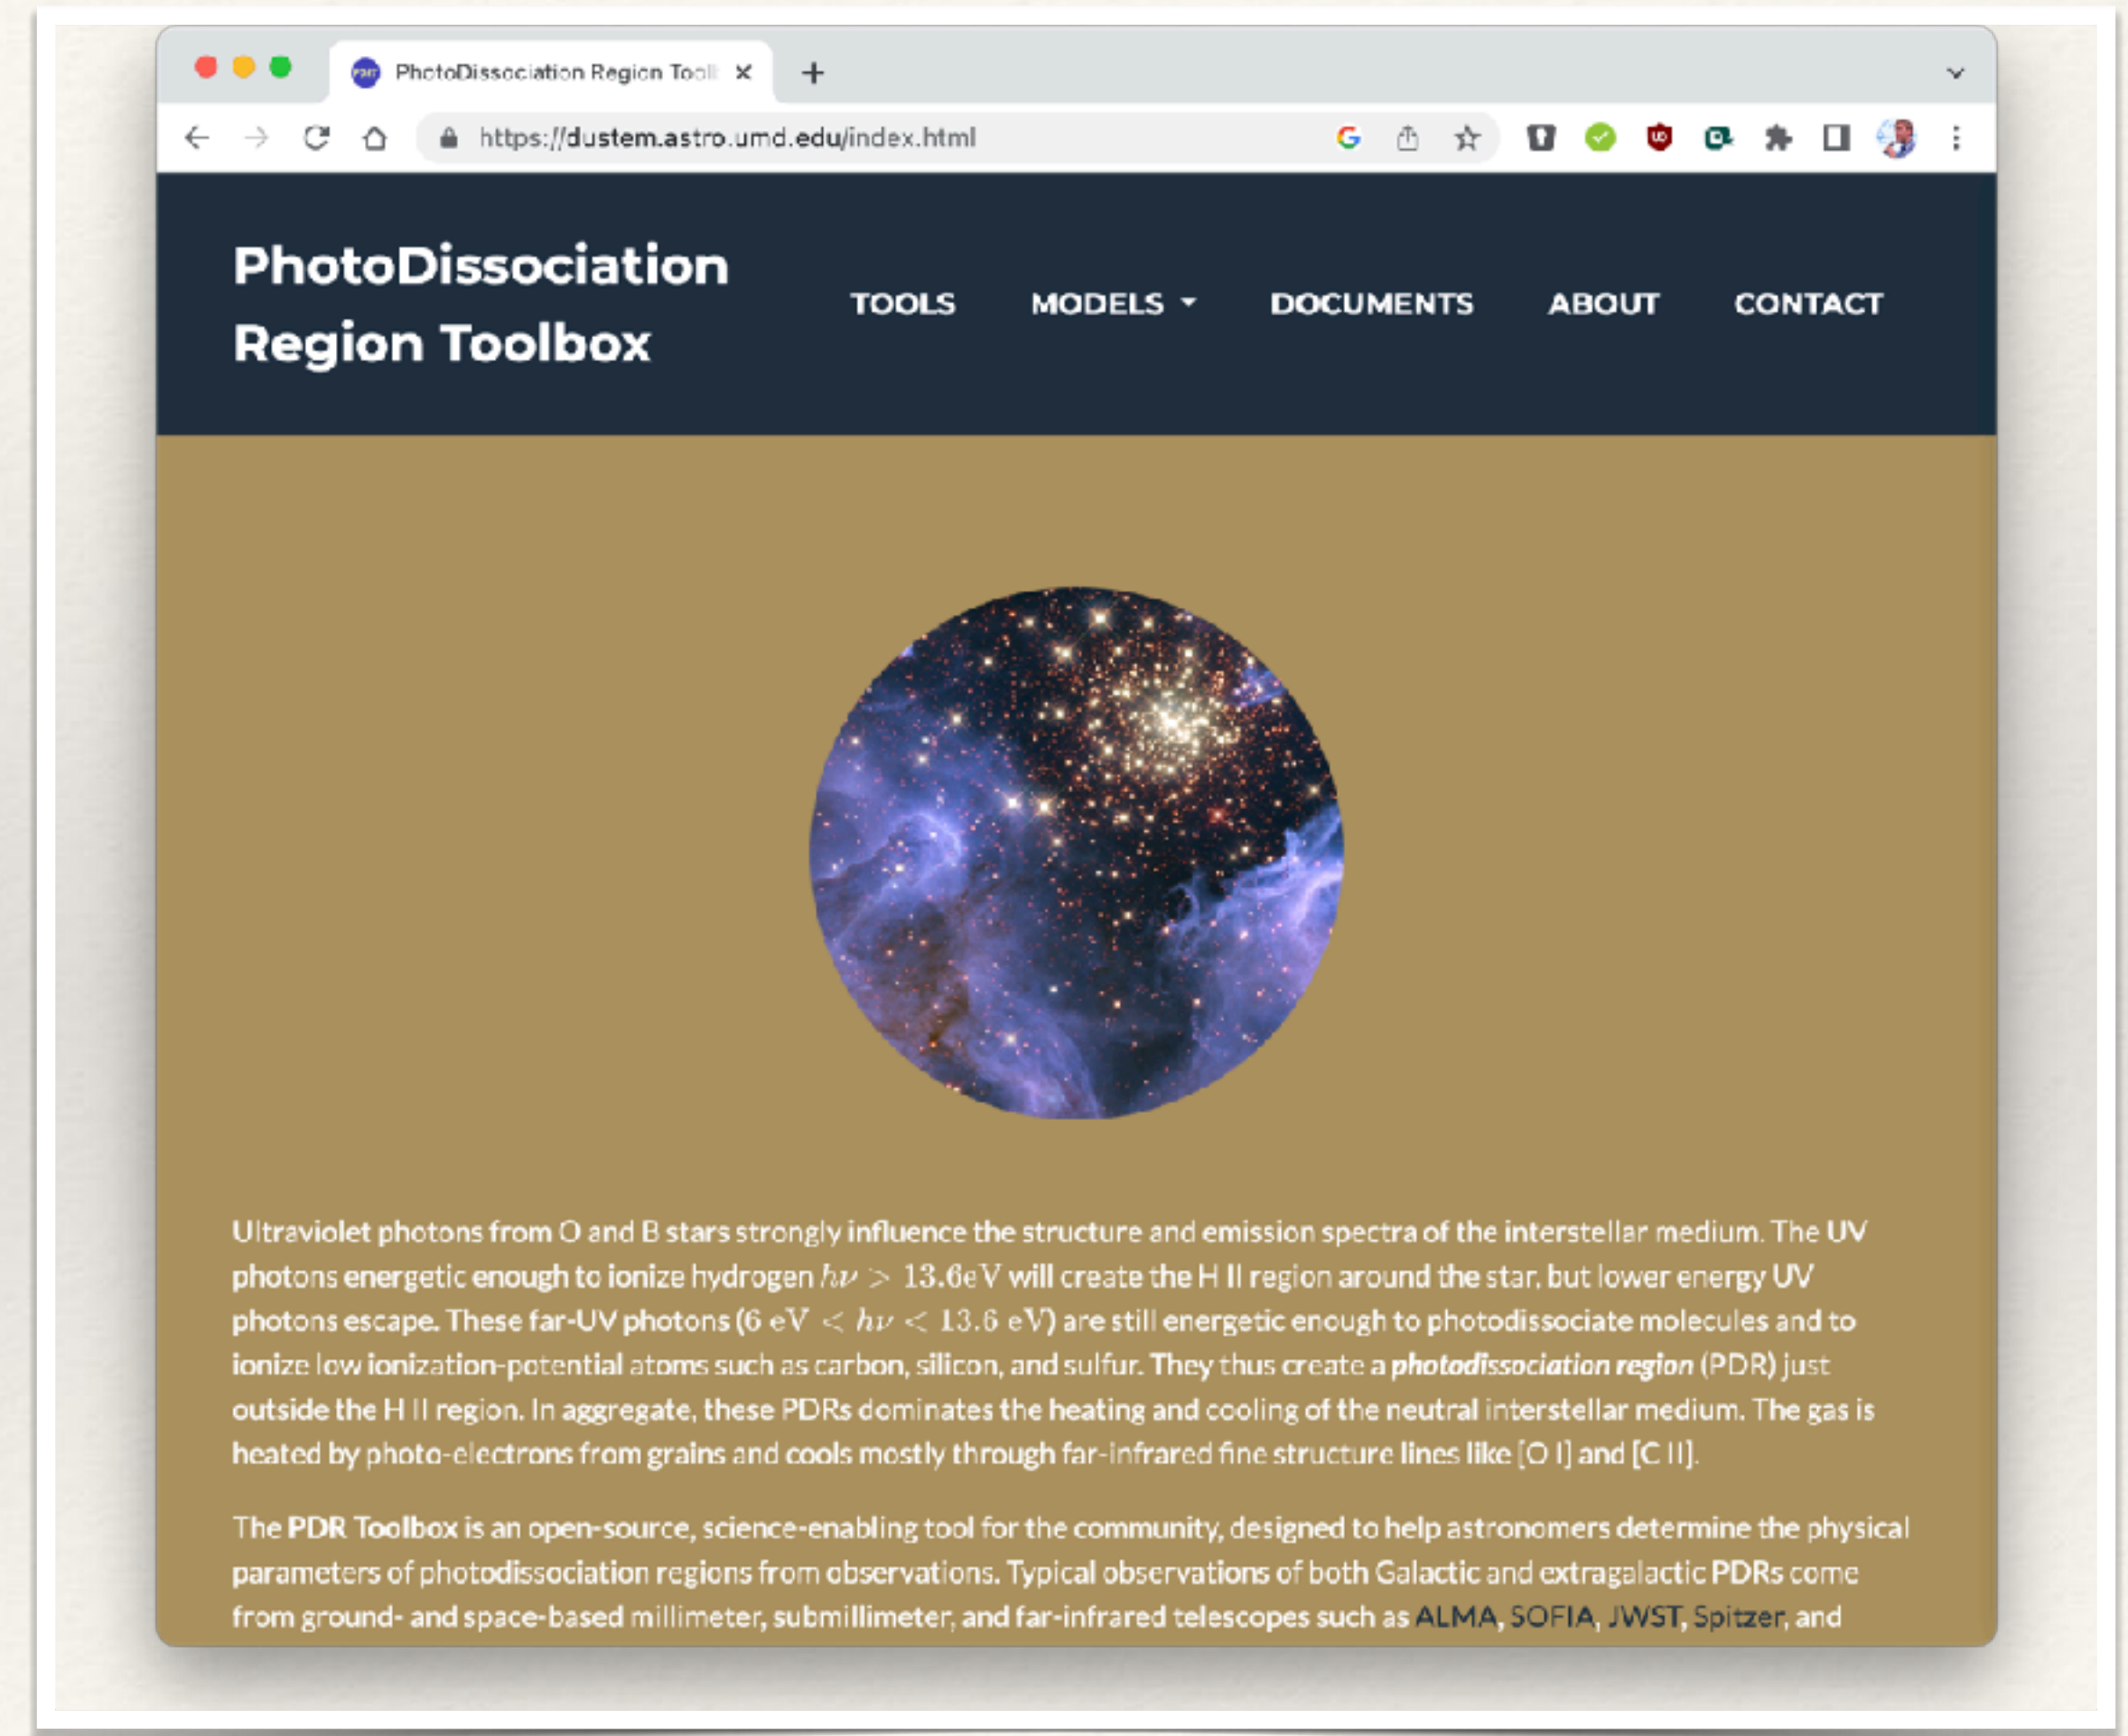 PhotoDissociation Region Toolb
https://dustem.astro.umd.edu/index.html
PhotoDissociation
Region Toolbox
TOOLS MODELS DOCUMENTS ABOUT CONTACT
Ultraviolet photons from O and B stars strongly influence the structure and emission spectra of the interstellar medium. The UV
photons energetic enough to ionize hydrogen hν > 13.6eV will create the H II region around the star, but lower energy UV
photons escape. These far-UV photons (6 eV < hν < 13.6 eV) are still energetic enough to photodissociate molecules and to
ionize low ionization-potential atoms such as carbon, silicon, and sulfur. They thus create a photodissociation region (PDR) just
outside the H II region. In aggregate, these PDRs dominates the heating and cooling of the neutral interstellar medium. The gas is
heated by photo-electrons from grains and cools mostly through far-infrared fine structure lines like [O I] and [C II].
The PDR Toolbox is an open-source, science-enabling tool for the community, designed to help astronomers determine the physical
parameters of photodissociation regions from observations. Typical observations of both Galactic and extragalactic PDRs come
from ground- and space-based millimeter, submillimeter, and far-infrared telescopes such as ALMA, SOFIA, JWST, Spitzer, and